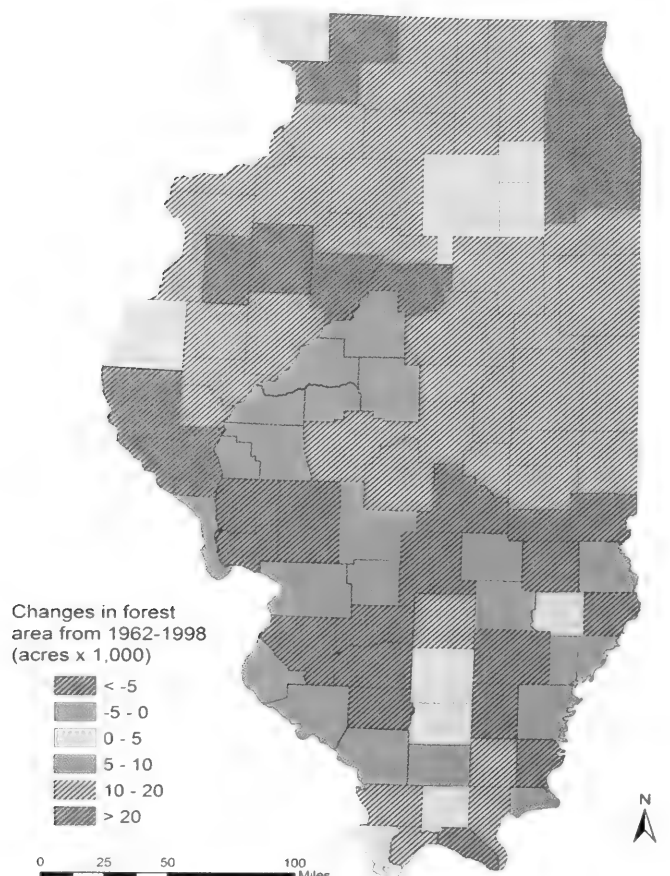 Changes in forest
area from 1962-1998
(acres x 1,000)
< -5
-5 - 0
0 - 5
5 - 10
10 - 20
> 20
N
0 25 50 100
Miles